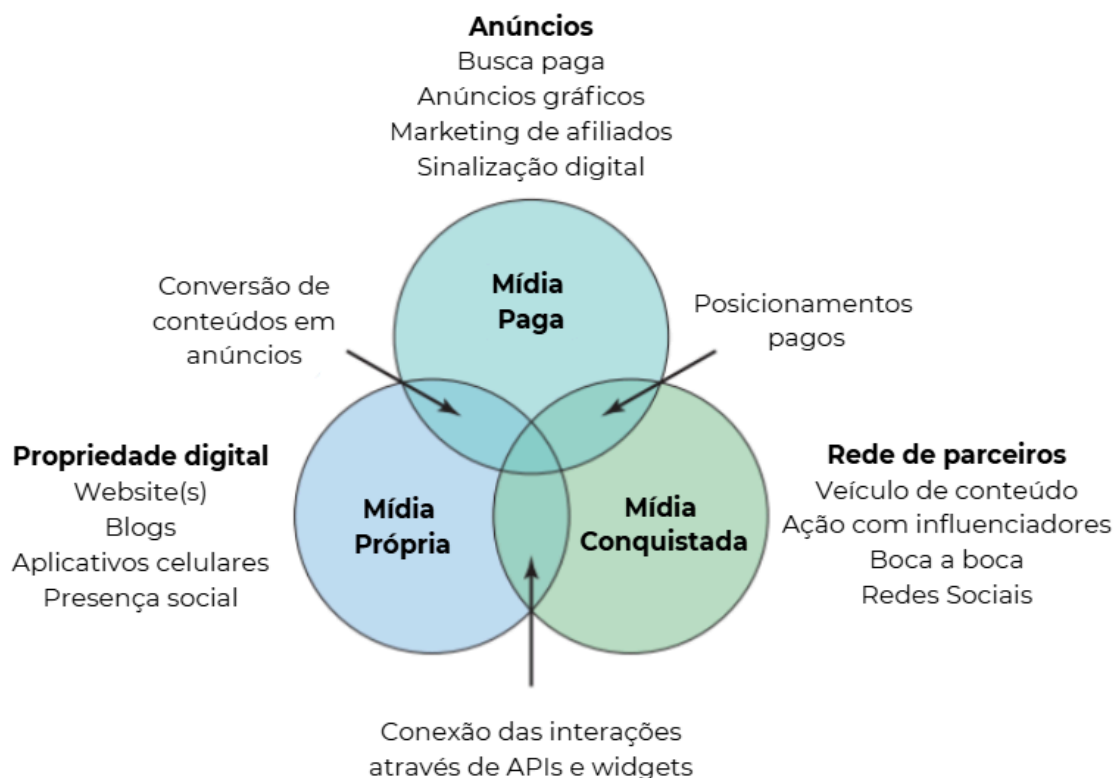 Anúncios
Busca paga
Anúncios gráficos
Marketing de afiliados
Sinalização digital
Mídia
Paga
Conversão de
conteúdos em
anúncios
Posicionamentos
pagos
Propriedade digital
Website(s)
Blogs
Aplicativos celulares
Presença social
Mídia
Própria
Mídia
Conquistada
Rede de parceiros
Veículo de conteúdo
Ação com influenciadores
Boca a boca
Redes Sociais
Conexão das interações
através de APIs e widgets